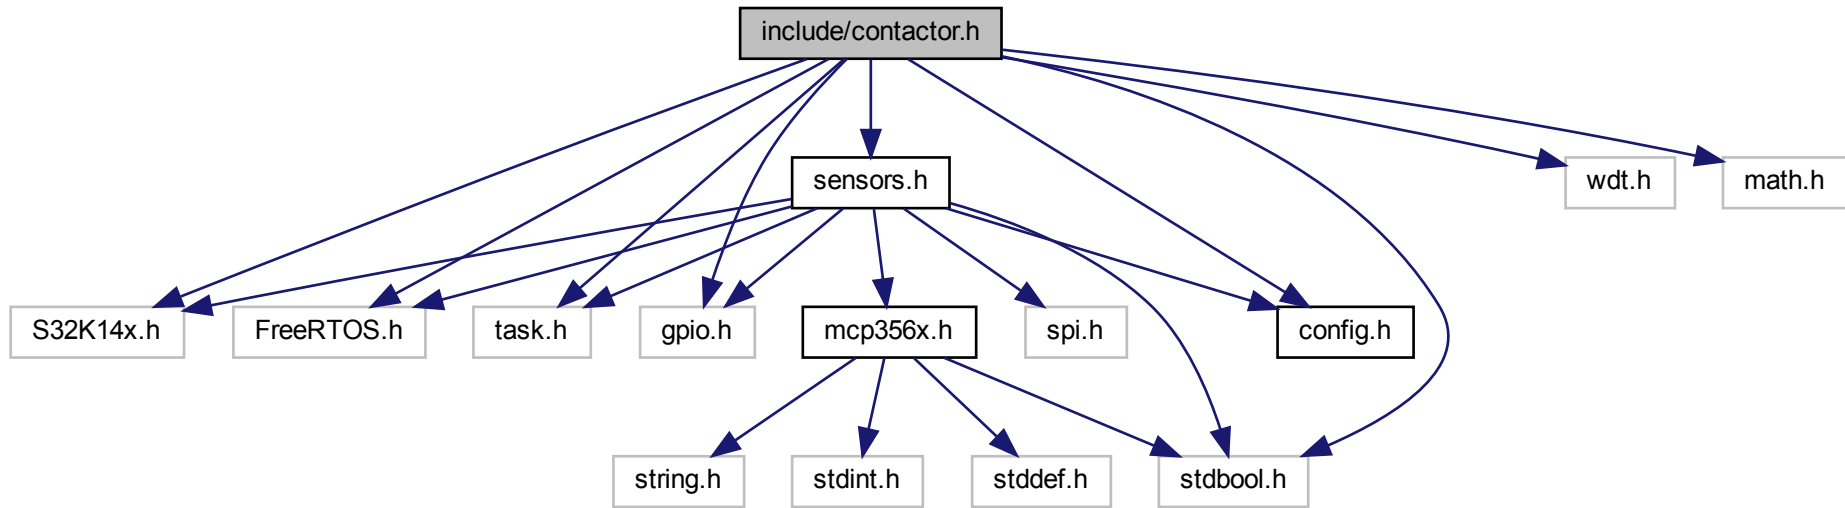 include/contactor.h
sensors.h
wdt.h
math.h
S32K14x.h
FreeRTOS.h
task.h
gpio.h
mcp356x.h
spi.h
config.h
string.h
stdint.h
stddef.h
stdbool.h